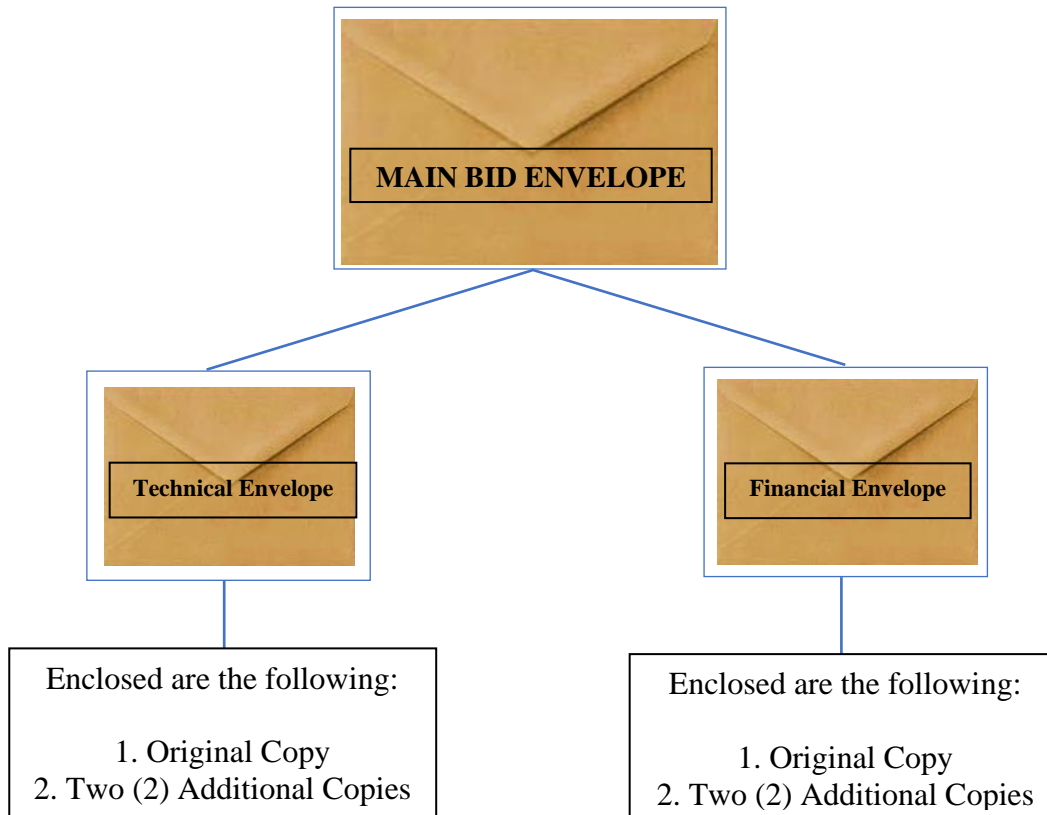 MAIN BID ENVELOPE
Technical Envelope
Financial Envelope
Enclosed are the following:
1. Original Copy
2. Two (2) Additional Copies
Enclosed are the following:
1. Original Copy
2. Two (2) Additional Copies